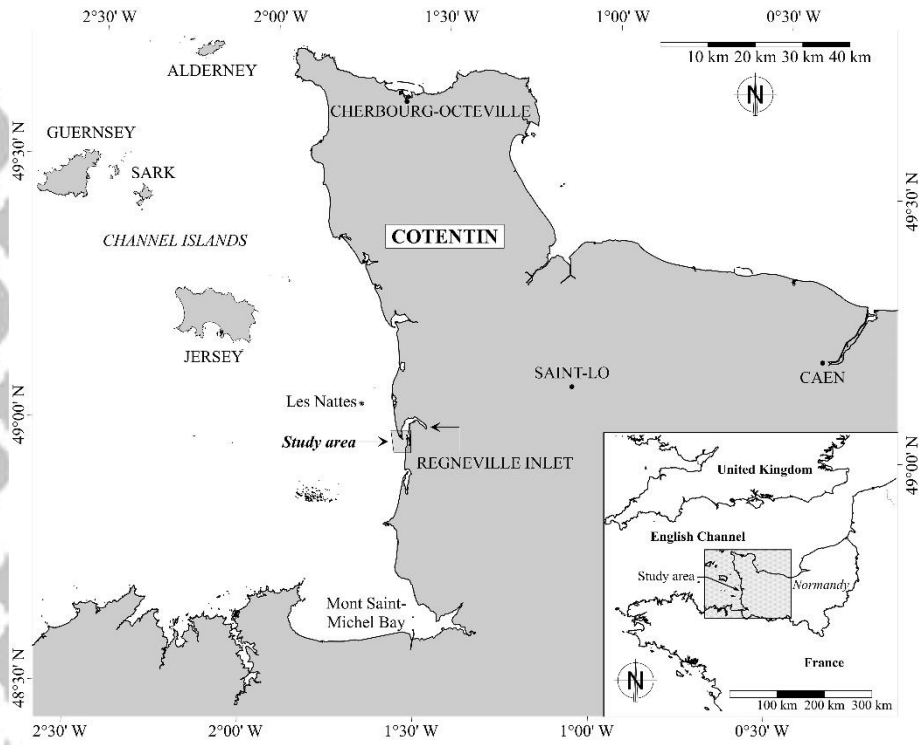 2°00' W
1°30' W
1°00' W
0°30' W
10 km 20 km 30 km 40 km
N
ALDERNEY
CHERBOURG-OCTEVILLE
GUERNSEY
SARK
49°30' N
49°30' N
CHANNEL ISLANDS
COTENTIN
JERSEY
SAINT-LO
CAEN
Les Nattes
49°00' N
Study area
REGNEVILLE INLET
49°00' N
United Kingdom
English Channel
Study area
Normandy
Mont Saint-
Michel Bay
France
N
48°30' N
100 km 200 km 300 km
2°30' W
2°00' W
1°30' W
1°00' W
0°30' W